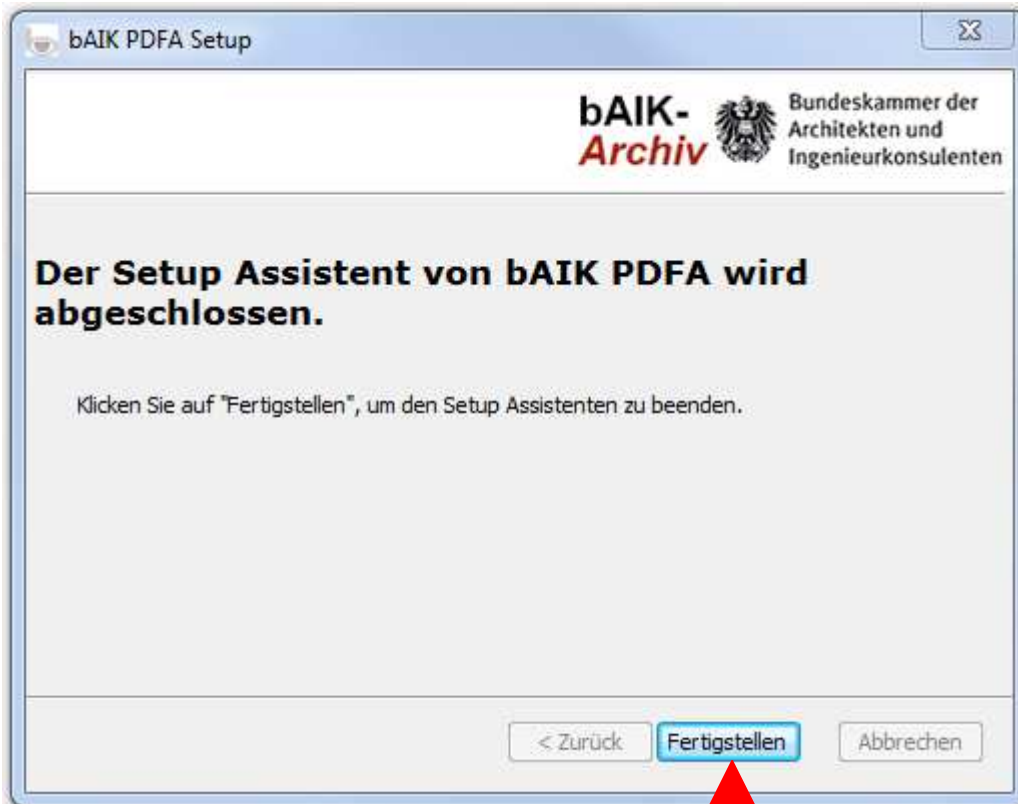 bAIK PDFA Setup
bAIK-
Archiv
Bundeskammer der
Architekten und
Ingenieurkonsulenten
Der Setup Assistent von bAIK PDFA wird
abgeschlossen.
Klicken Sie auf "Fertigstellen", um den Setup Assistenten zu beenden.
< Zurück
Fertigstellen
Abbrechen